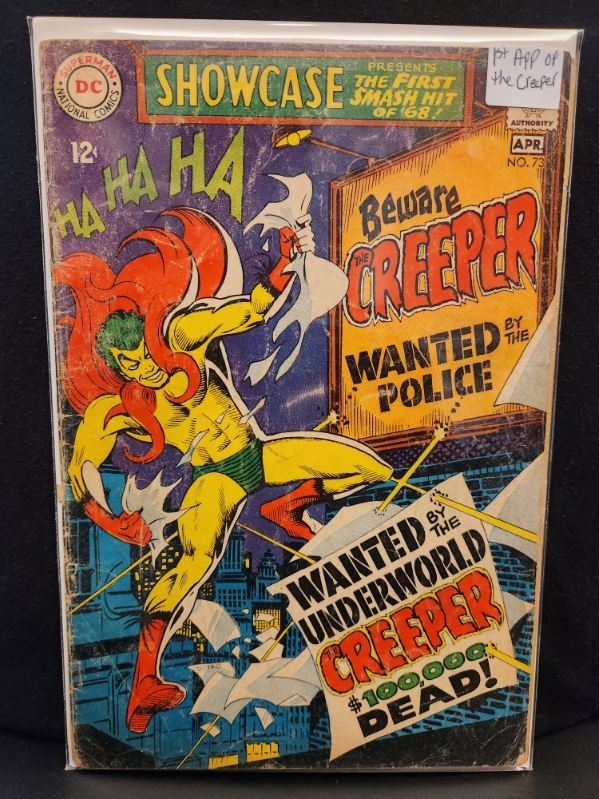 SUPERMAN
DC
NATIONAL COMICS
SHOWCASE
PRESENTS
THE FIRST
SMASH HIT
OF '68!
1st App of
the Creeper
AUTHORITY
APR.
NO. 73
12¢
HA HA HA
Beware
THE
CREEPER
WANTED BY THE
POLICE
WANTED BY THE
UNDERWORLD
THE
CREEPER
$100,000
DEAD!
DITKO